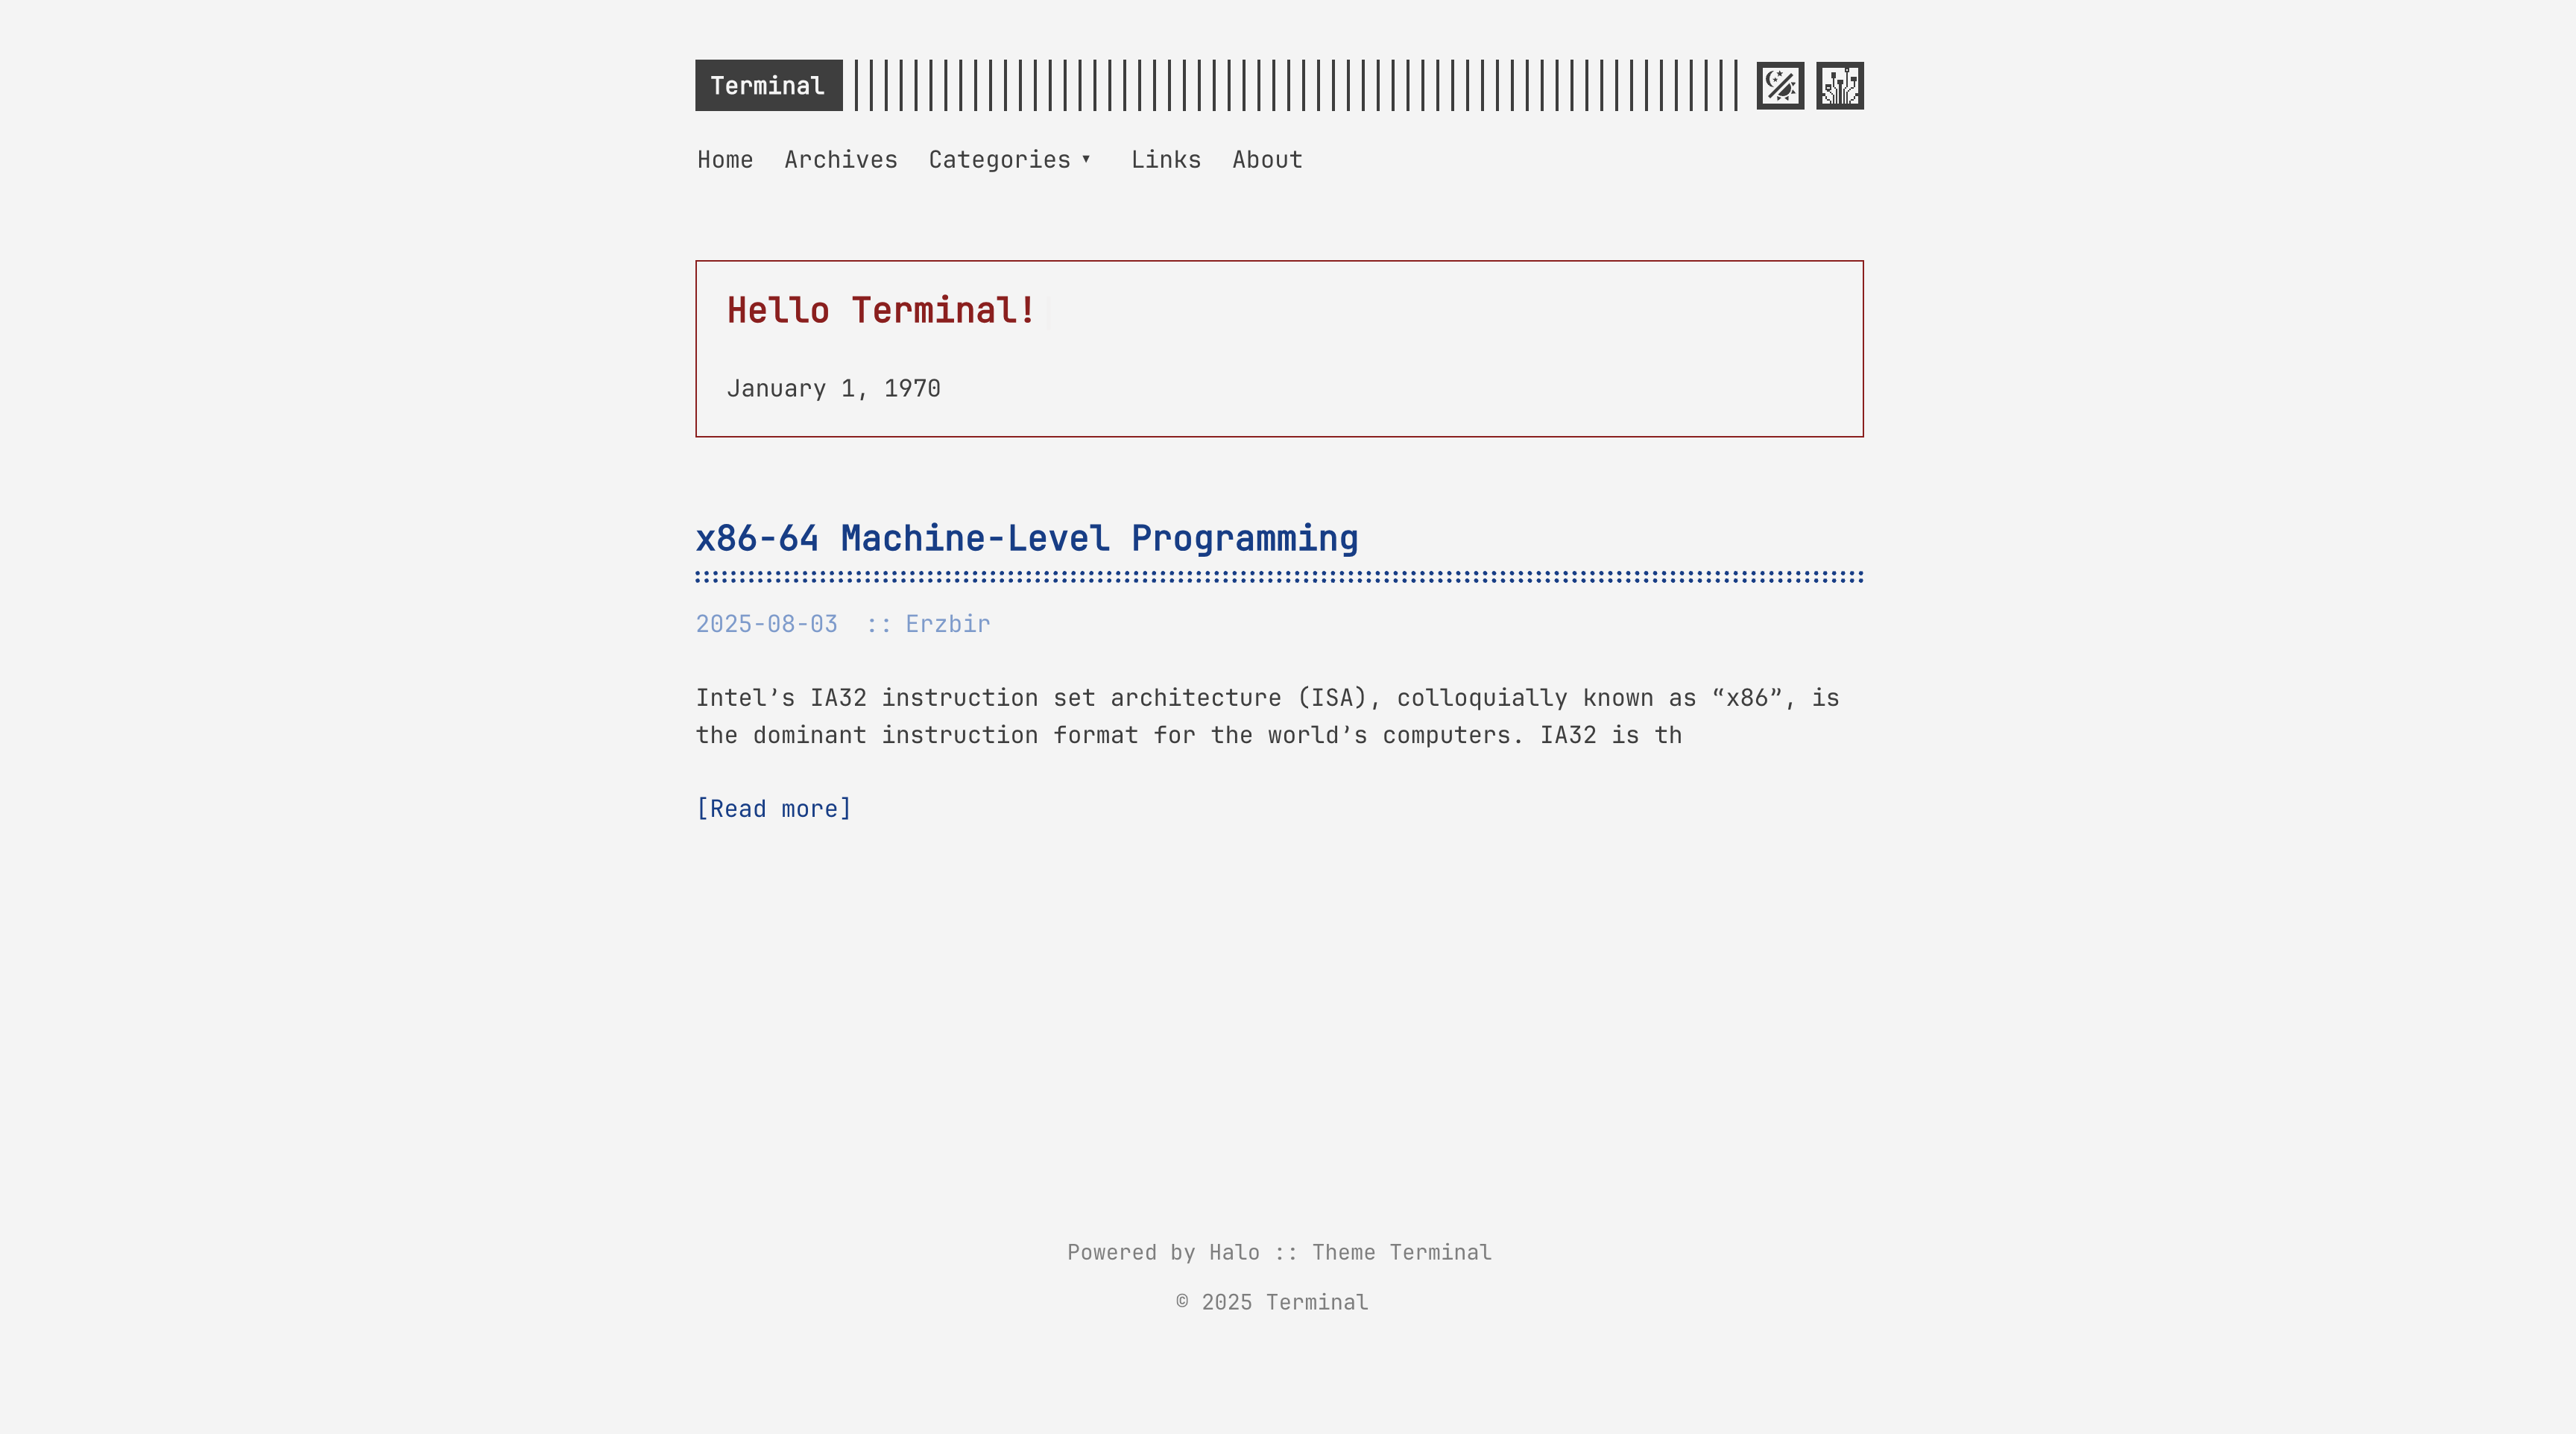 Terminal
Home Archives Categories ▾ Links About
Hello Terminal!
January 1, 1970
x86-64 Machine-Level Programming
2025-08-03 :: Erzbir
Intel’s IA32 instruction set architecture (ISA), colloquially known as “x86”, is
the dominant instruction format for the world’s computers. IA32 is th
[Read more]
Powered by Halo :: Theme Terminal
© 2025 Terminal